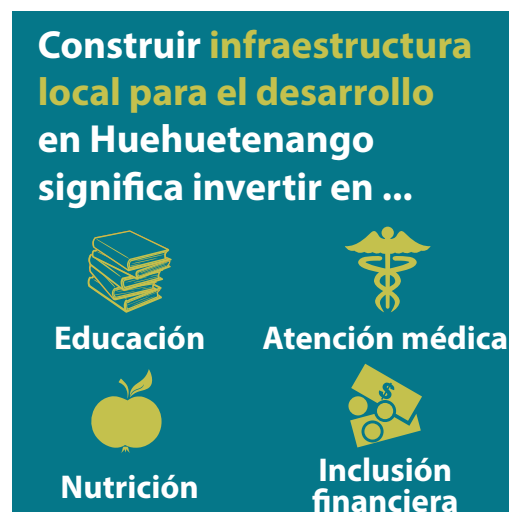 Construir infraestructura
local para el desarrollo
en Huehuetenango
significa invertir en ...
Educación
Atención médica
$
Nutrición
Inclusión
financiera